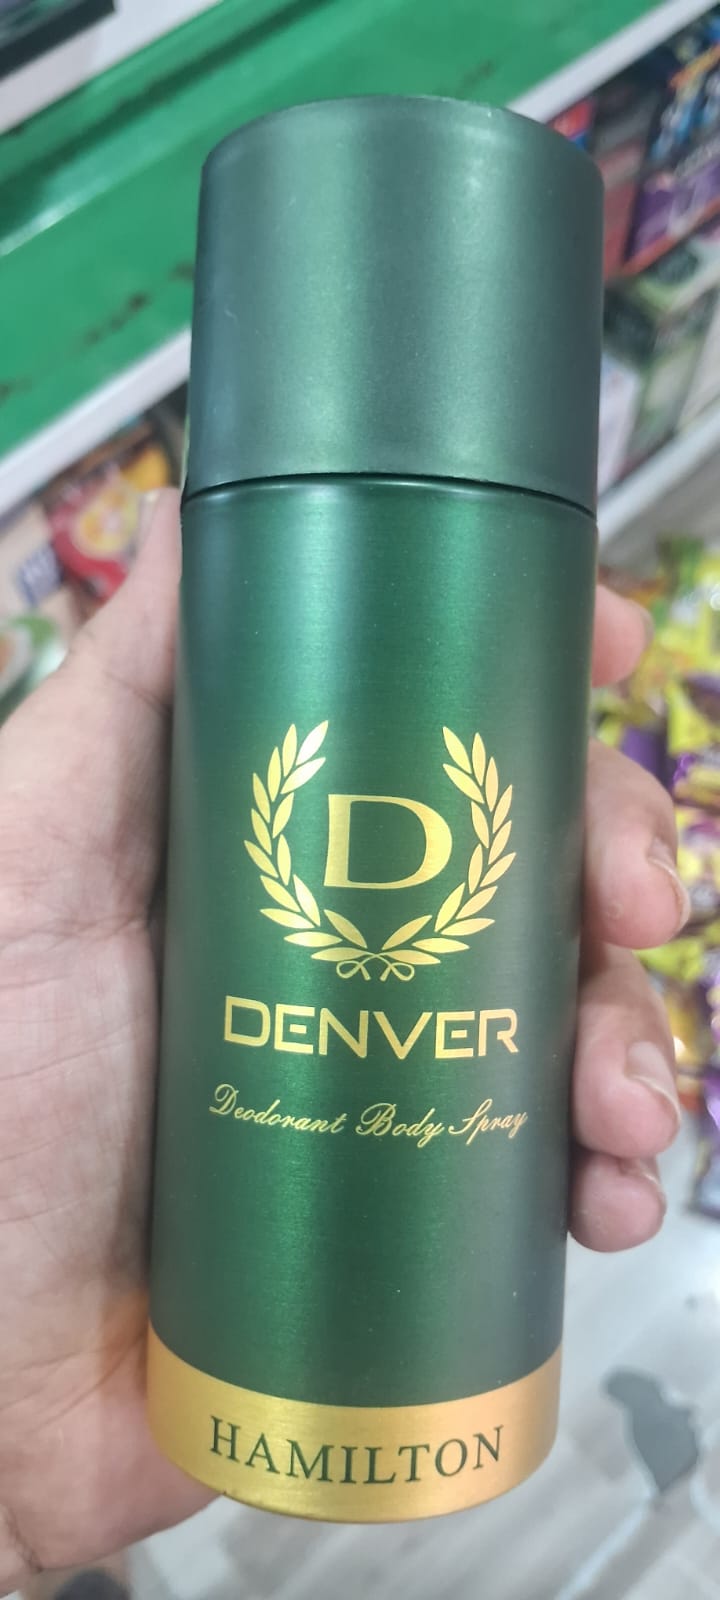 D
DENVER
Deodorant Body Spray
HAMILTON